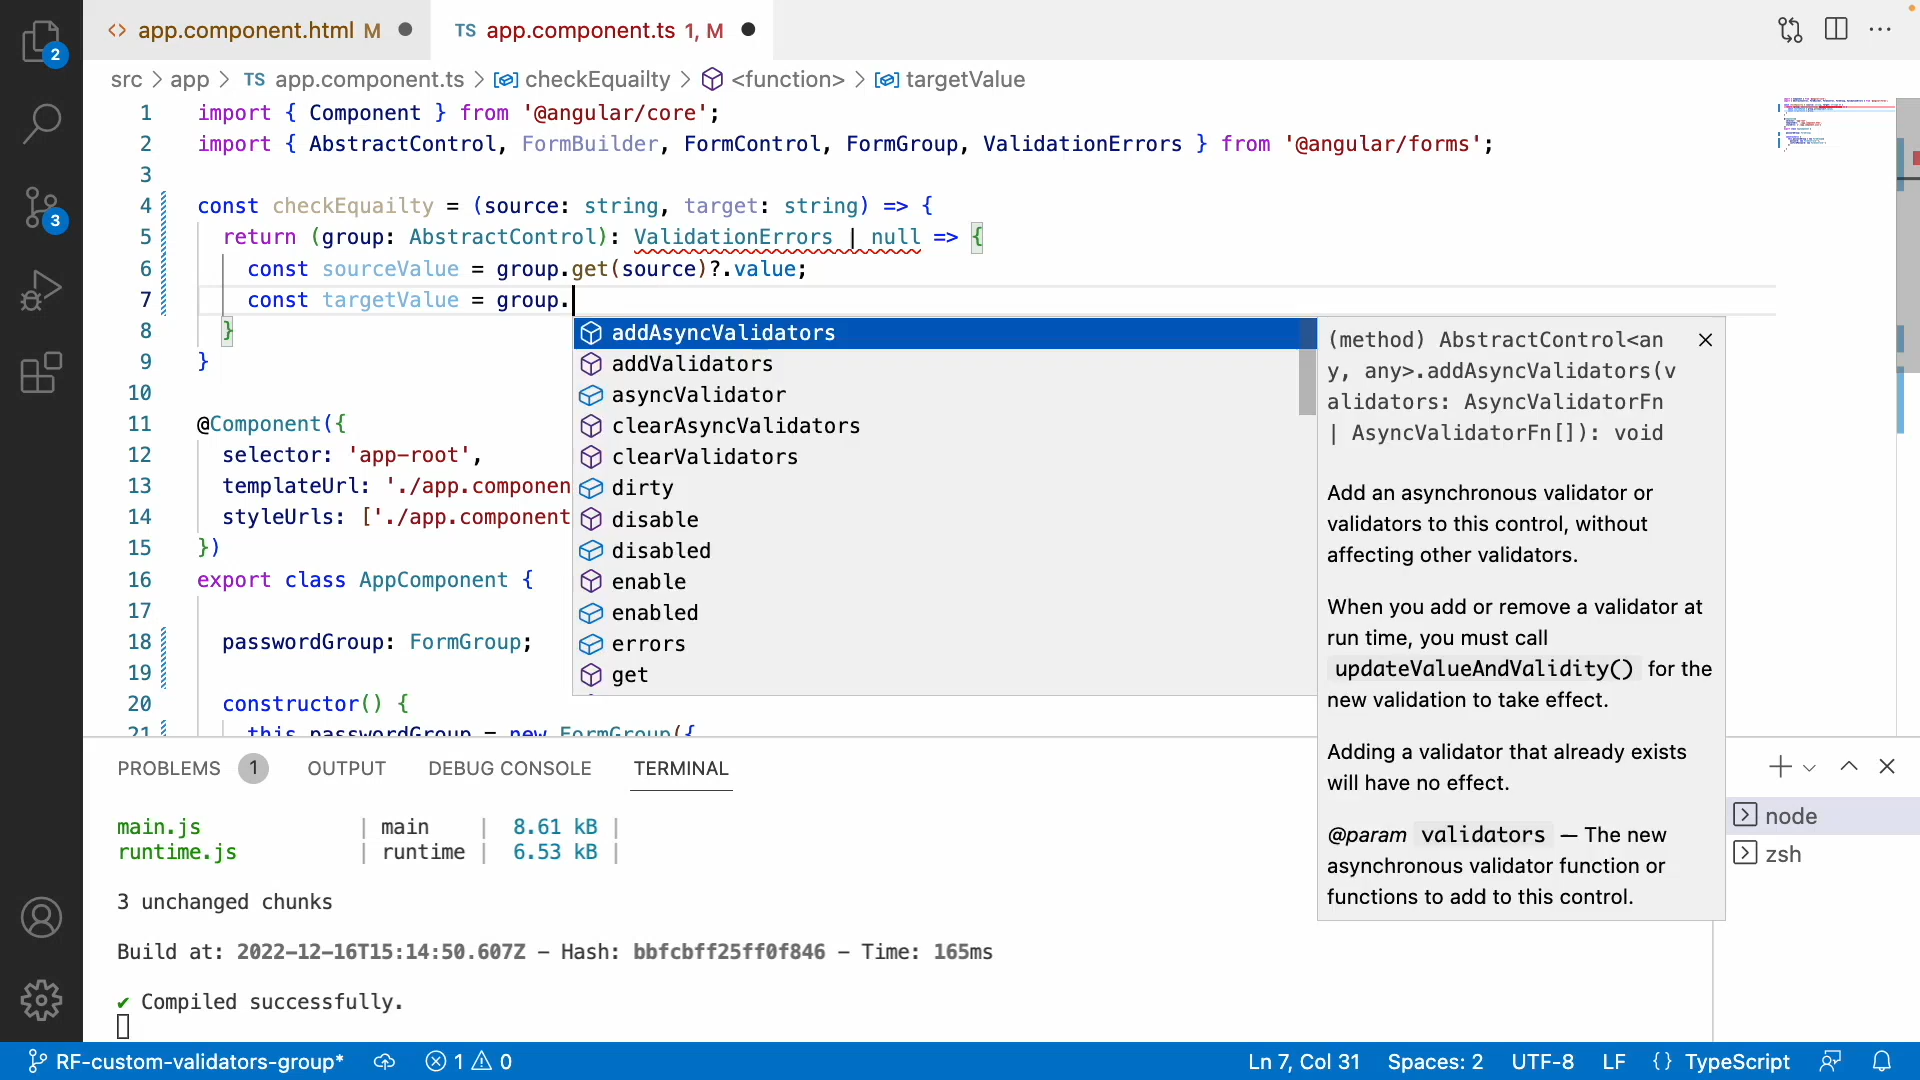 <> app.component.html M
TS app.component.ts 1, M
src > app > TS app.component.ts > checkEquailty > <function> > targetValue
1 import { Component } from '@angular/core';
2 import { AbstractControl, FormBuilder, FormControl, FormGroup, ValidationErrors } from '@angular/forms';
3
4 const checkEquailty = (source: string, target: string) => {
5 return (group: AbstractControl): ValidationErrors | null => {
6 const sourceValue = group.get(source)?.value;
7 const targetValue = group.
8 }
9 }
10
11 @Component({
12 selector: 'app-root',
13 templateUrl: './app.componen
14 styleUrls: ['./app.component
15 })
16 export class AppComponent {
17
18 passwordGroup: FormGroup;
19
20 constructor() {
21 this.passwordGroup = new FormGroup({
addAsyncValidators
addValidators
asyncValidator
clearAsyncValidators
clearValidators
dirty
disable
disabled
enable
enabled
errors
get
(method) AbstractControl<an
y, any>.addAsyncValidators(v
alidators: AsyncValidatorFn
| AsyncValidatorFn[]): void
Add an asynchronous validator or
validators to this control, without
affecting other validators.
When you add or remove a validator at
run time, you must call
updateValueAndValidity() for the
new validation to take effect.
Adding a validator that already exists
will have no effect.
@param validators — The new
asynchronous validator function or
functions to add to this control.
2
3
PROBLEMS 1 OUTPUT DEBUG CONSOLE TERMINAL
main.js | main | 8.61 kB |
runtime.js | runtime | 6.53 kB |
3 unchanged chunks
Build at: 2022-12-16T15:14:50.607Z - Hash: bbfcbff25ff0f846 - Time: 165ms
✔ Compiled successfully.
node
zsh
RF-custom-validators-group* 1 0
Ln 7, Col 31 Spaces: 2 UTF-8 LF {} TypeScript